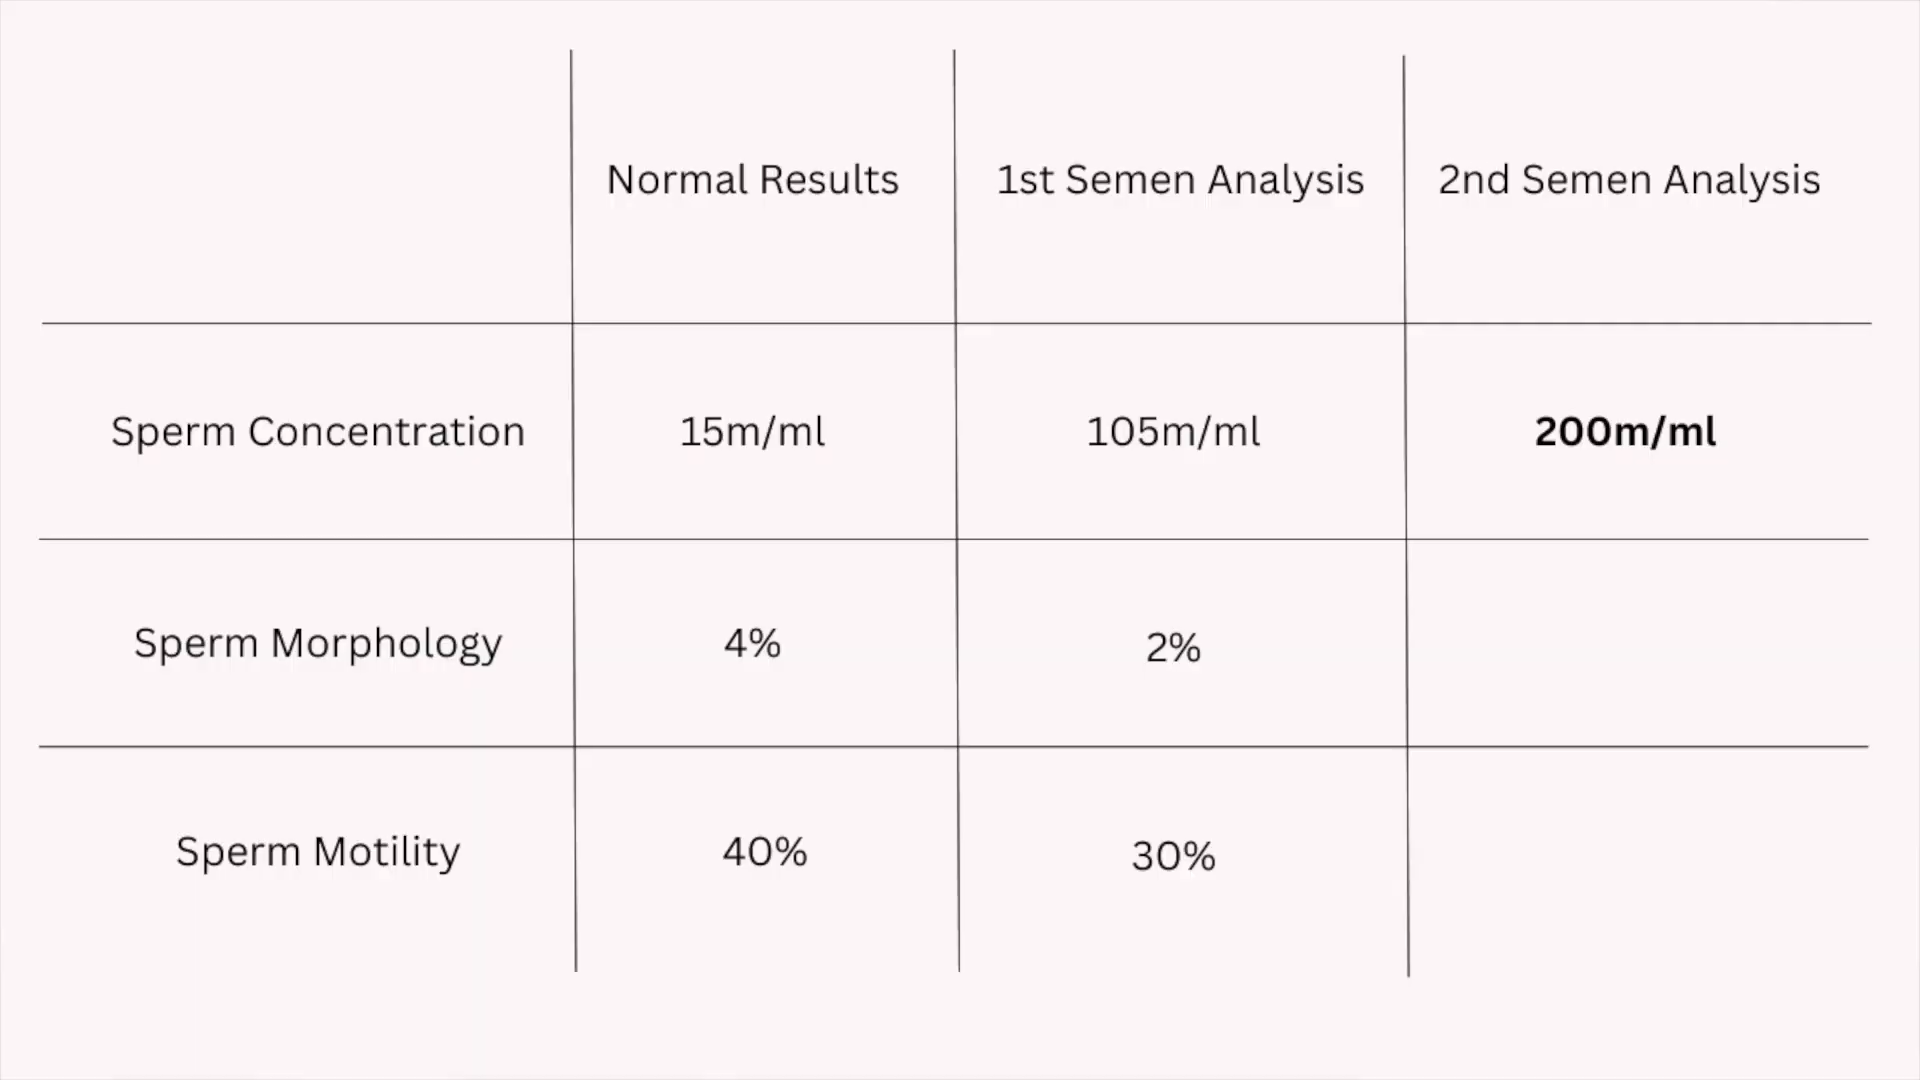 Normal Results
1st Semen Analysis
2nd Semen Analysis
Sperm Concentration
15m/ml
105m/ml
200m/ml
Sperm Morphology
4%
2%
Sperm Motility
40%
30%